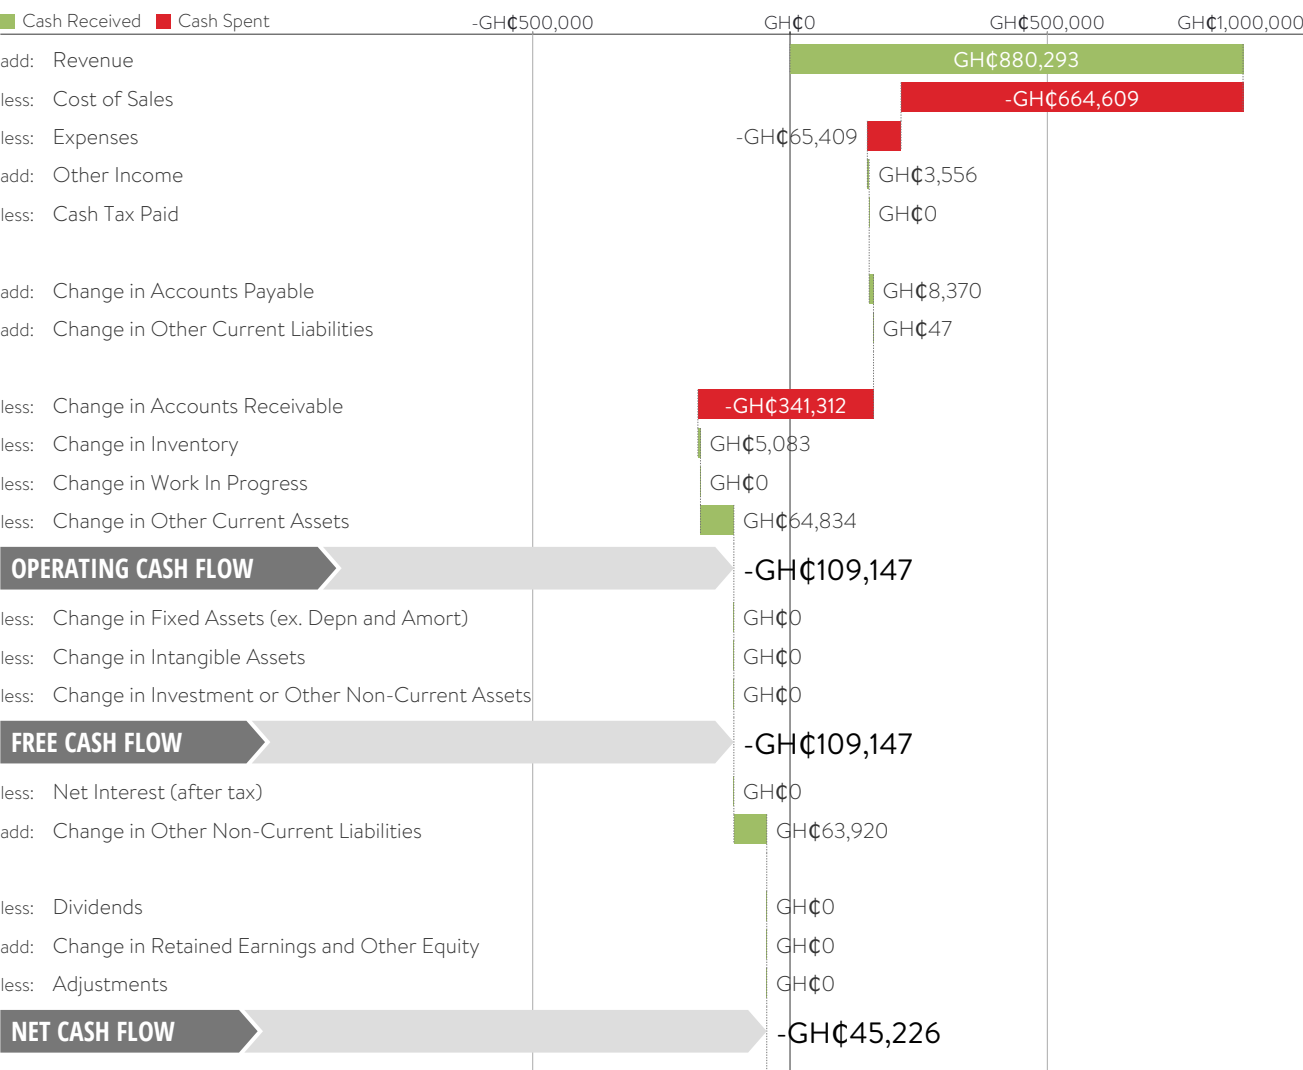 Cash Received Cash Spent -GH₵500,000 GH₵0 GH₵500,000 GH₵1,000,000
add: Revenue GH₵880,293
less: Cost of Sales -GH₵664,609
less: Expenses -GH₵65,409
add: Other Income GH₵3,556
less: Cash Tax Paid GH₵0
add: Change in Accounts Payable GH₵8,370
add: Change in Other Current Liabilities GH₵47
less: Change in Accounts Receivable -GH₵341,312
less: Change in Inventory GH₵5,083
less: Change in Work In Progress GH₵0
less: Change in Other Current Assets GH₵64,834
OPERATING CASH FLOW -GH₵109,147
less: Change in Fixed Assets (ex. Depn and Amort) GH₵0
less: Change in Intangible Assets GH₵0
less: Change in Investment or Other Non-Current Assets GH₵0
FREE CASH FLOW -GH₵109,147
less: Net Interest (after tax) GH₵0
add: Change in Other Non-Current Liabilities GH₵63,920
less: Dividends GH₵0
add: Change in Retained Earnings and Other Equity GH₵0
less: Adjustments GH₵0
NET CASH FLOW -GH₵45,226